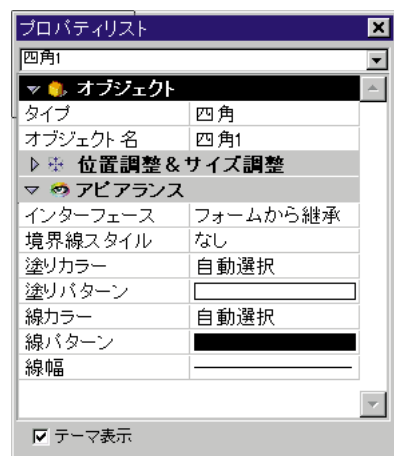 プロパティリスト
四角1
オブジェクト
タイプ 四角
オブジェクト名 四角1
位置調整&サイズ調整
アピアランス
インターフェース フォームから継承
境界線スタイル なし
塗りカラー 自動選択
塗りパターン
線カラー 自動選択
線パターン
線幅
テーマ表示